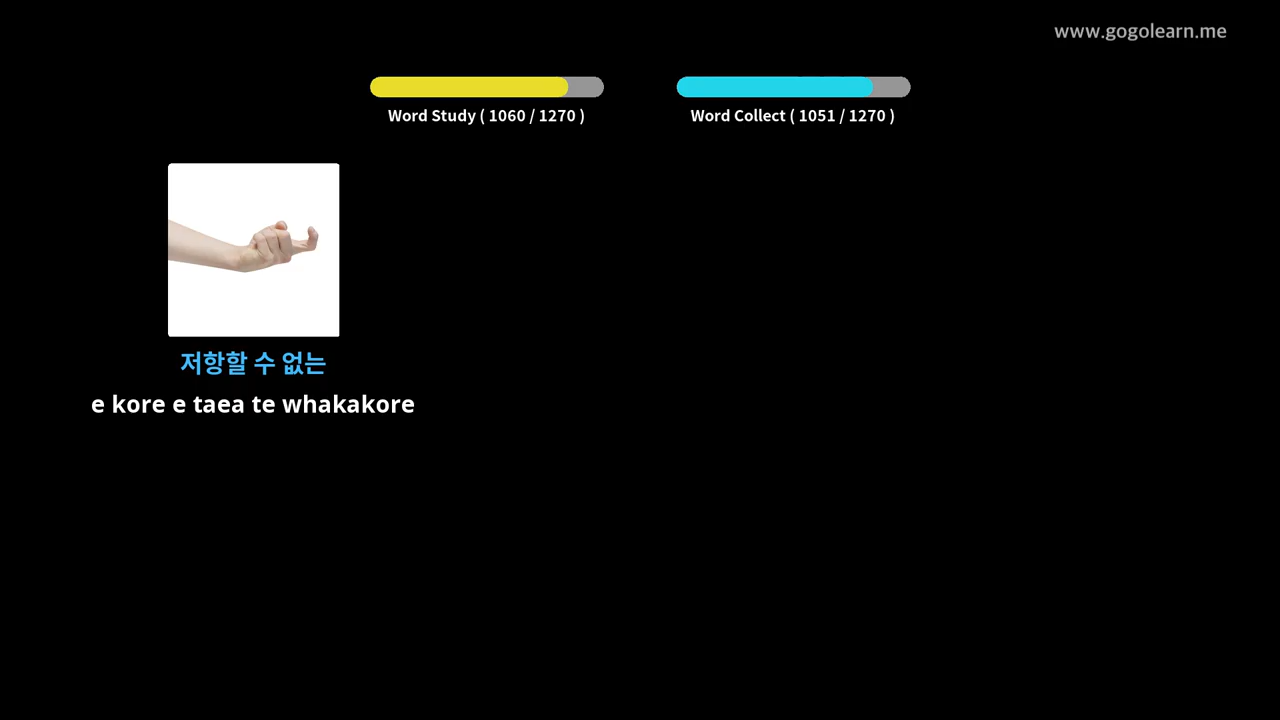 www.gogolearn.me
Word Study ( 1060 / 1270 )
Word Collect ( 1051 / 1270 )
저항할 수 없는
e kore e taea te whakakore